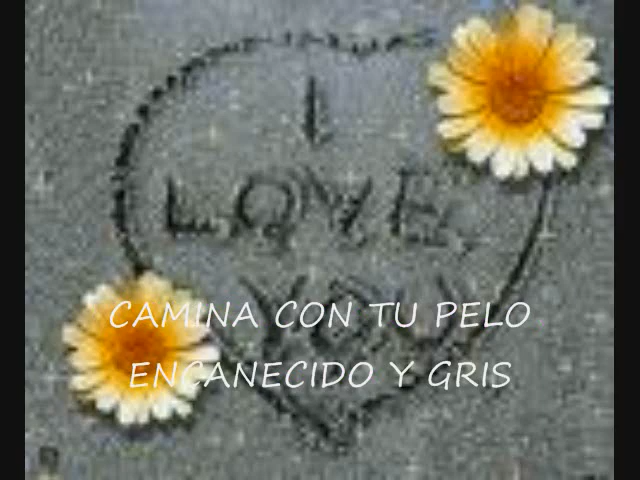 I
LOVE
YOU
CAMINA CON TU PELO
ENCANECIDO Y GRIS